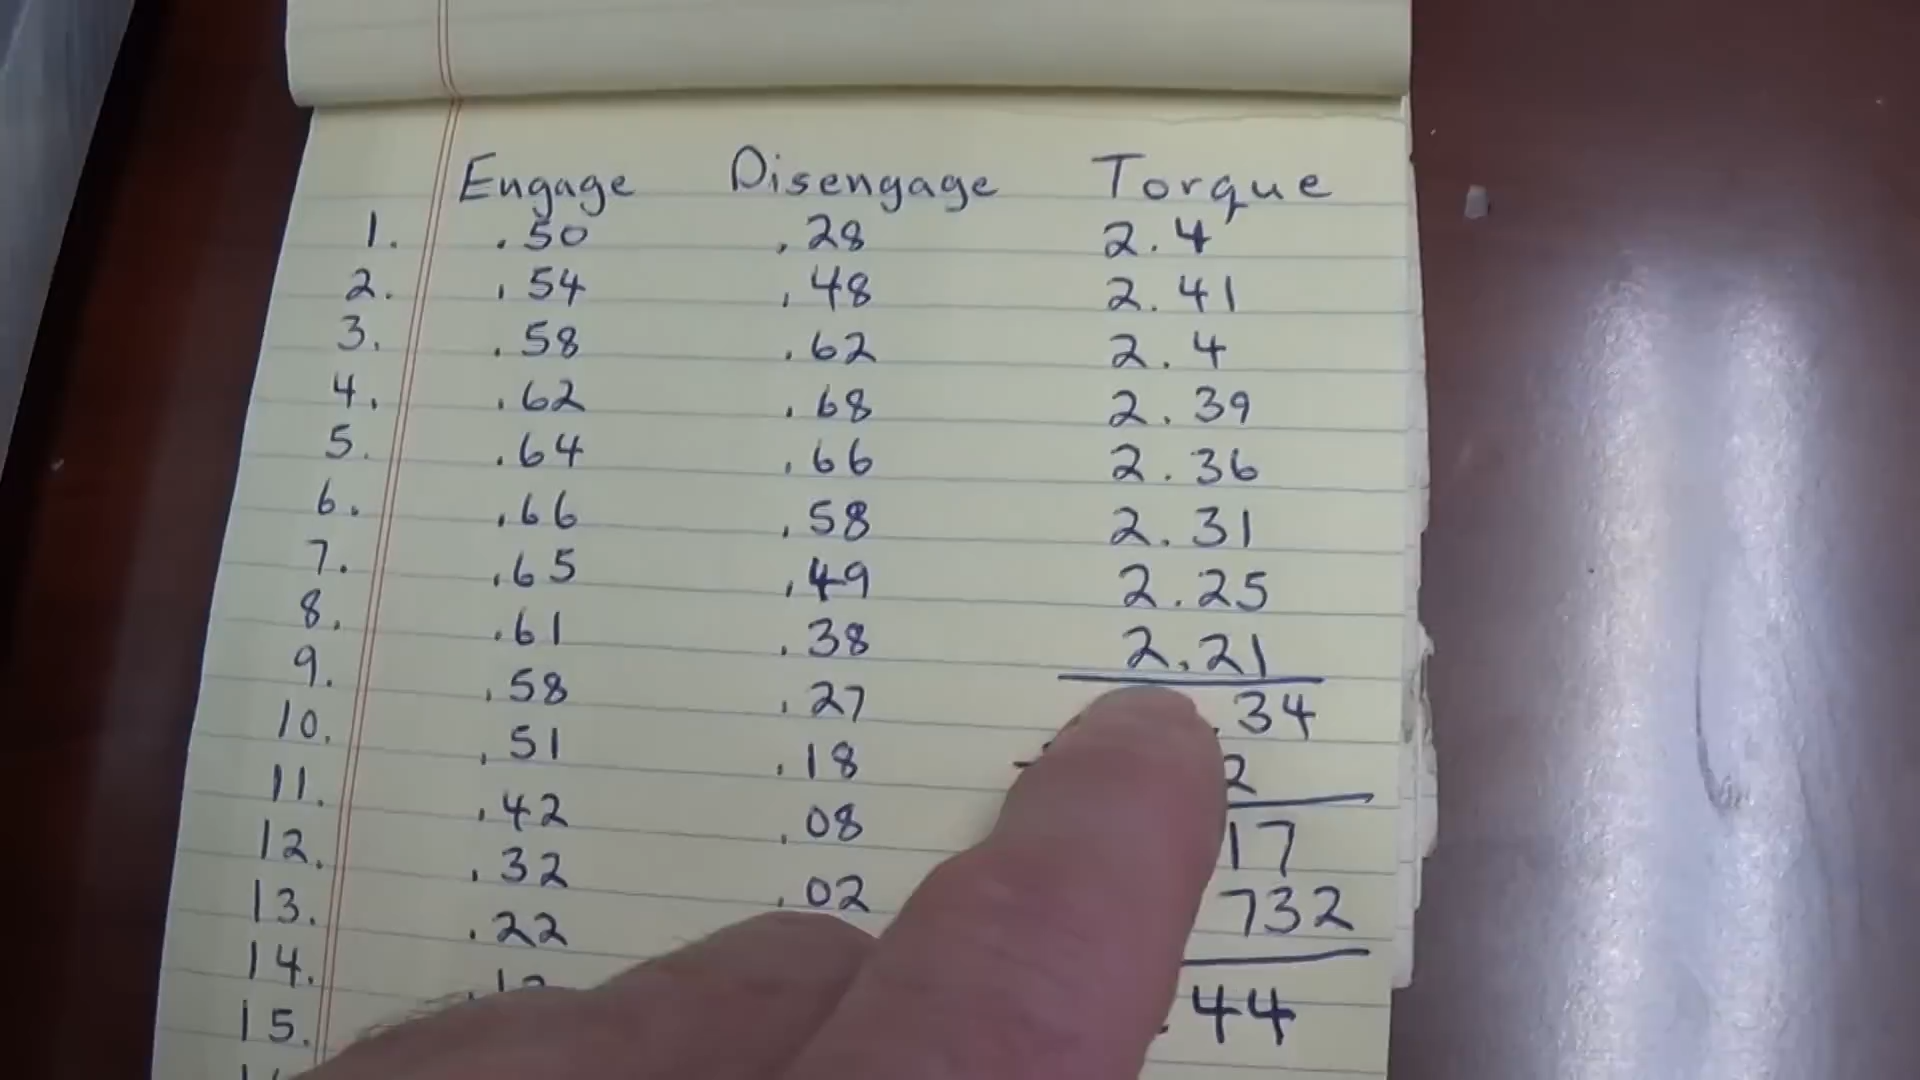 Engage Disengage Torque
1. .50 .28 2.4
2. .54 .48 2.41
3. .58 .62 2.4
4. .62 .68 2.39
5. .64 .66 2.36
6. .66 .58 2.31
7. .65 .49 2.25
8. .61 .38 2.21
9. .58 .27 .34
10. .51 .18 2
11. .42 .08 17
12. .32 .02 732
13. .22
14. .44
15.